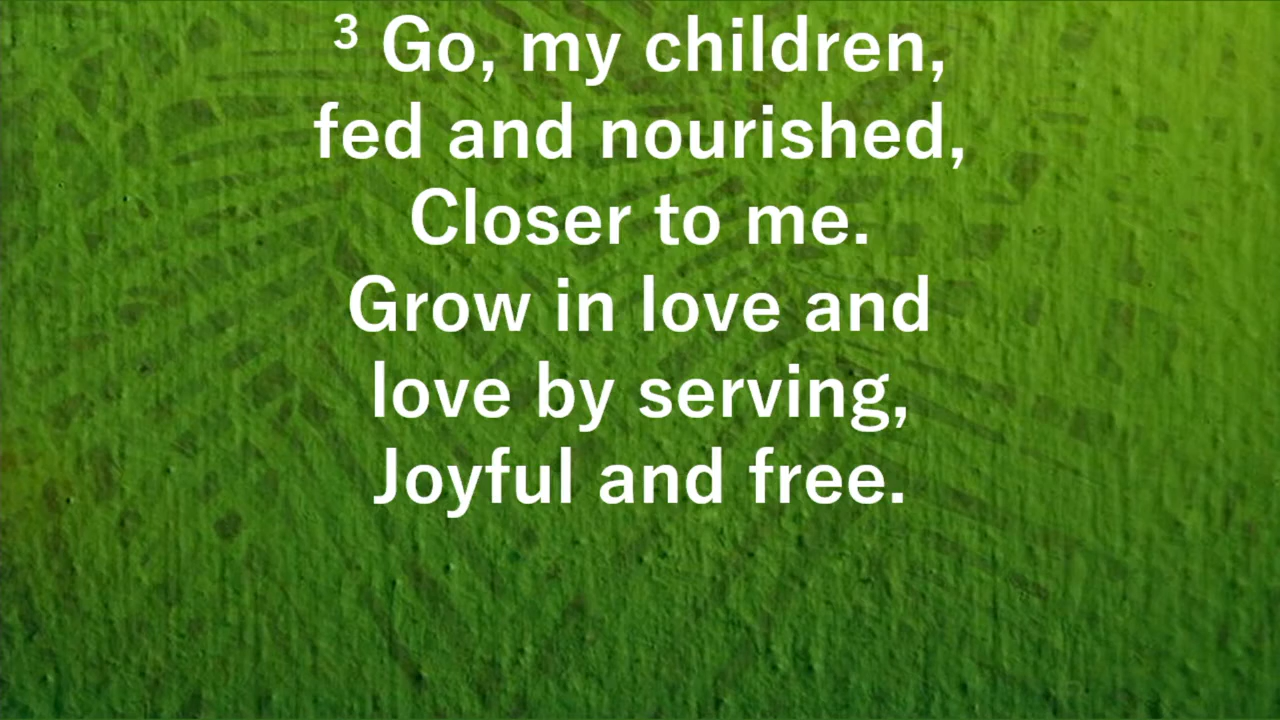 ³ Go, my children,
fed and nourished,
Closer to me.
Grow in love and
love by serving,
Joyful and free.